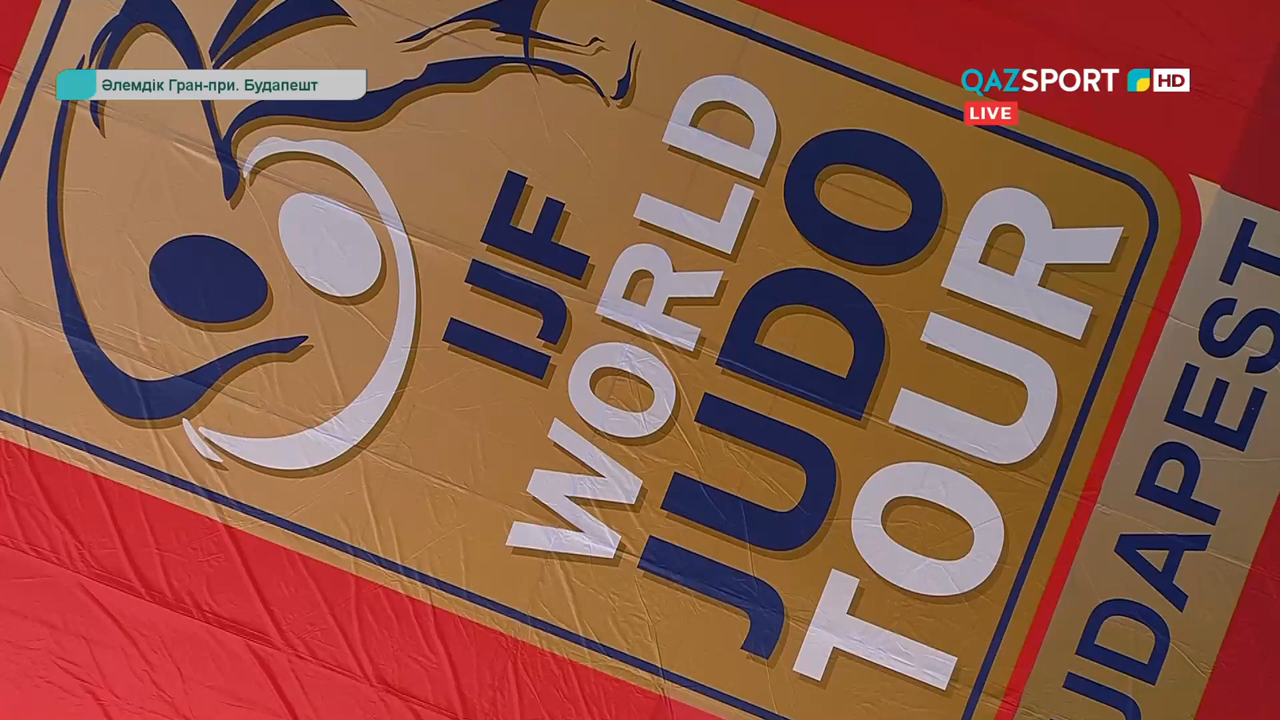 Әлемдік Гран-при. Будапешт
QAZSPORT HD
LIVE
IJF
WORLD
JUDO
TOUR
UDAPEST